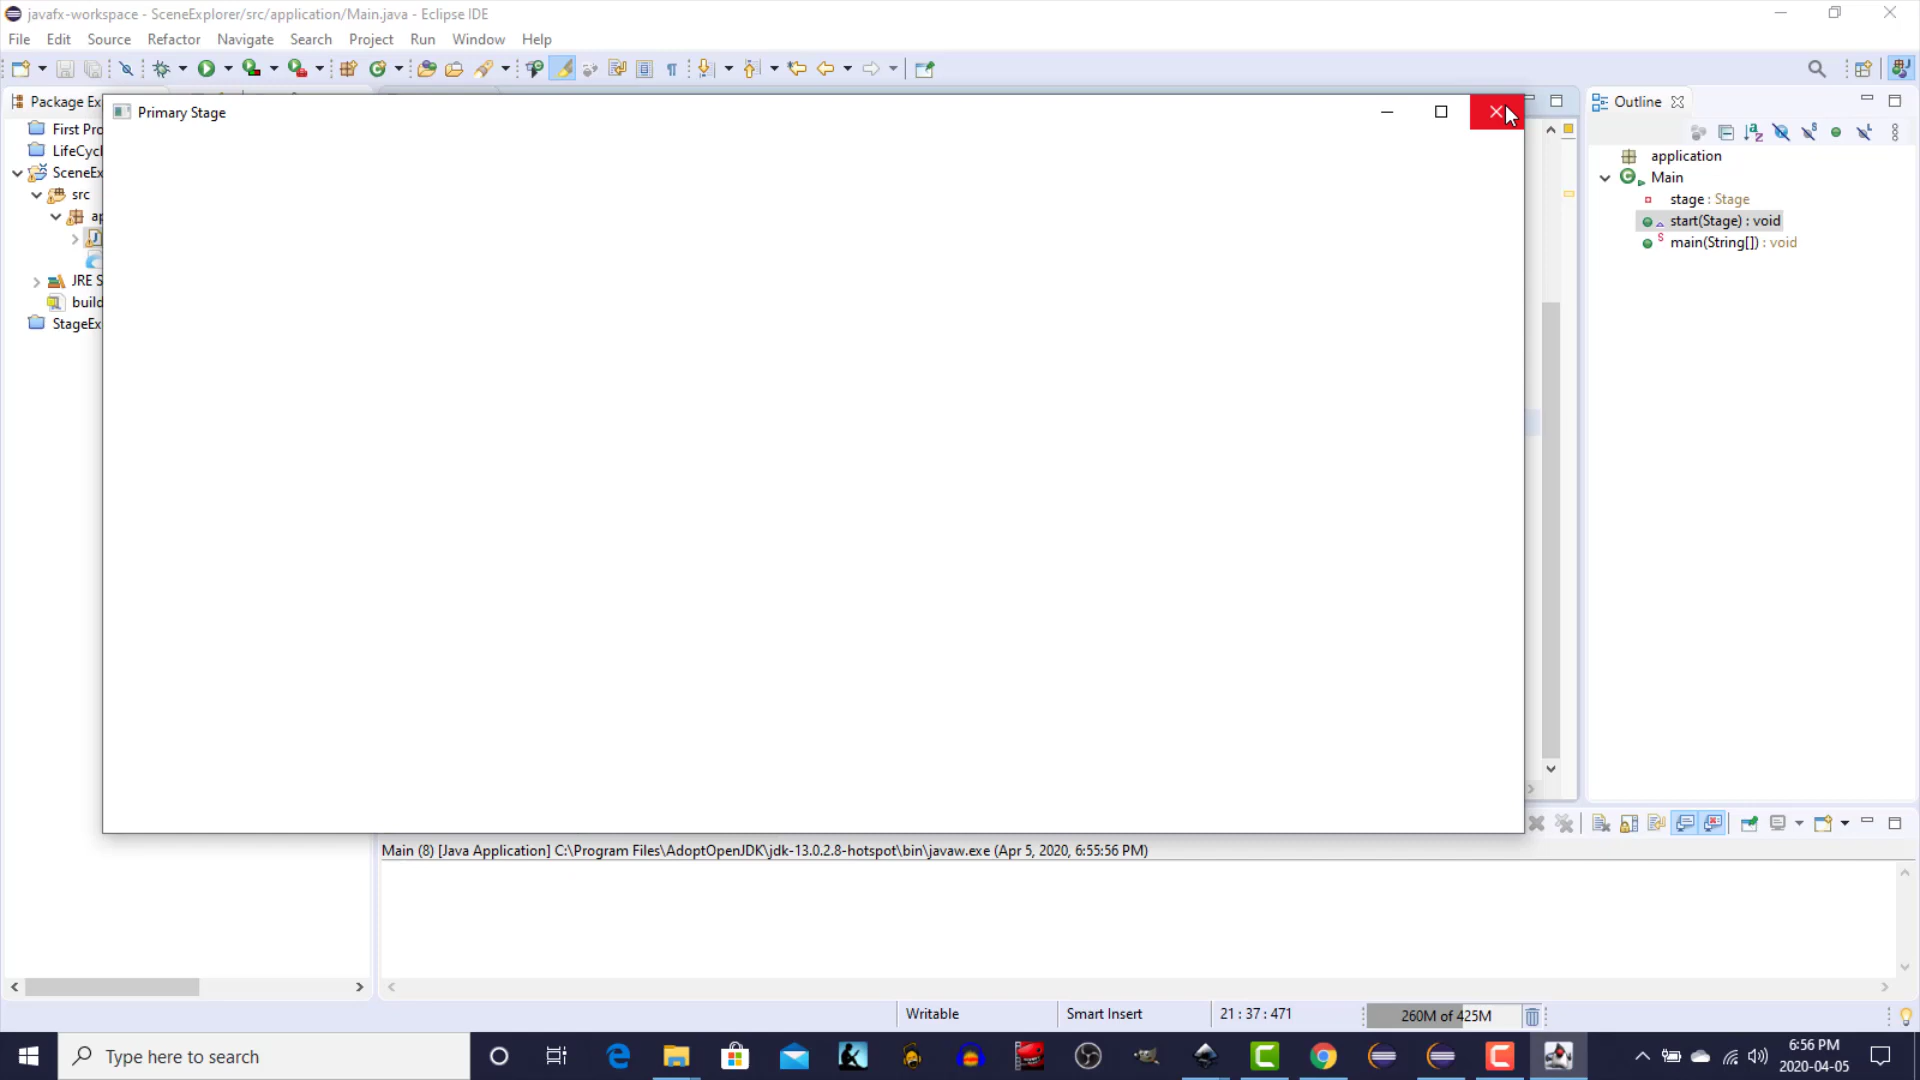 javafx-workspace - SceneExplorer/src/application/Main.java - Eclipse IDE
File Edit Source Refactor Navigate Search Project Run Window Help
Package Ex
Primary Stage
Outline
First Pro
LifeCycl
SceneEx
src
ap
JRE S
build
StageEx
application
Main
stage : Stage
start(Stage) : void
main(String[]) : void
Main (8) [Java Application] C:\Program Files\AdoptOpenJDK\jdk-13.0.2.8-hotspot\bin\javaw.exe (Apr 5, 2020, 6:55:56 PM)
Writable Smart Insert 21 : 37 : 471 260M of 425M
Type here to search
6:56 PM
2020-04-05